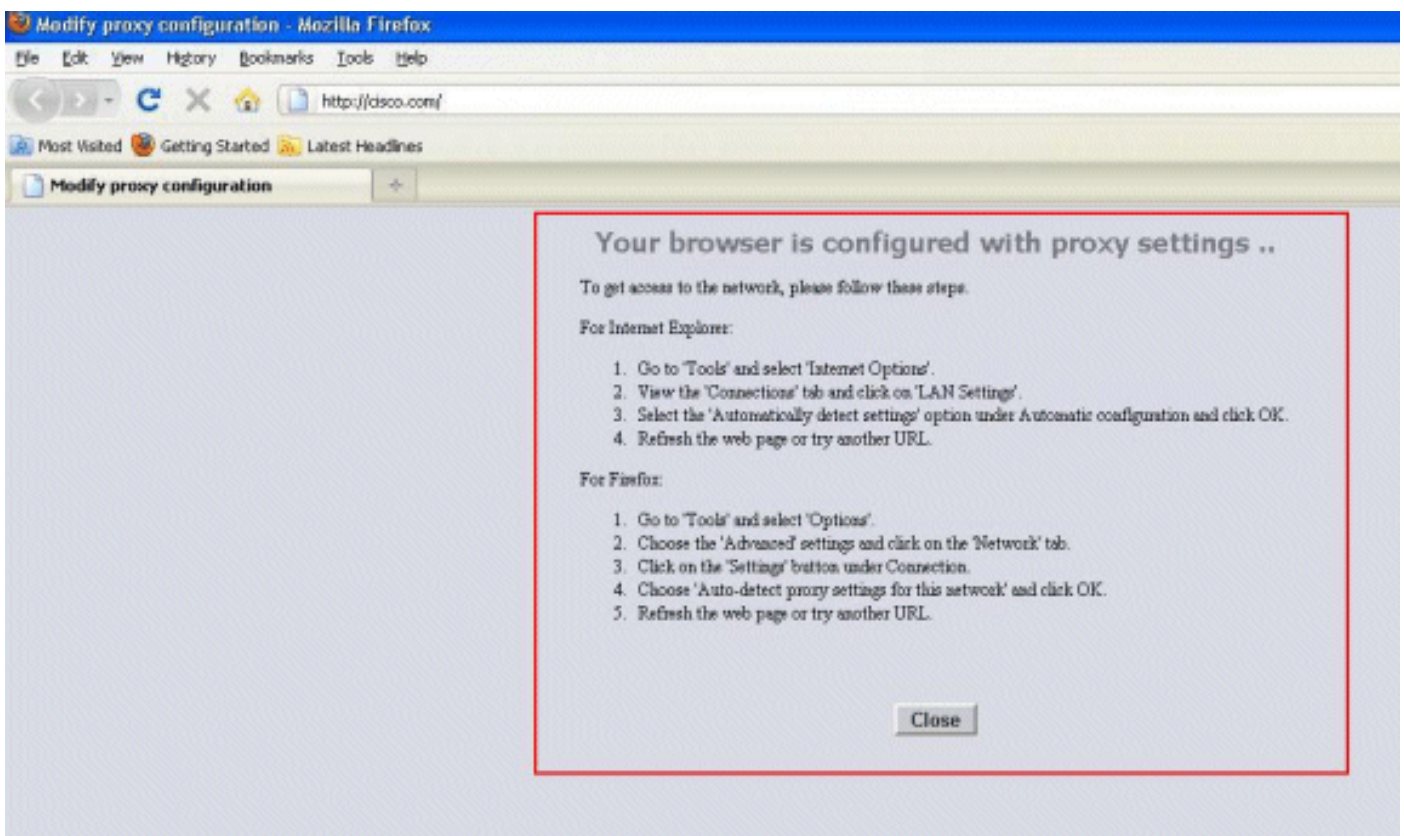 Modify proxy configuration - Mozilla Firefox
File Edit View History Bookmarks Tools Help
http://cisco.com/
Most Visited Getting Started Latest Headlines
Modify proxy configuration
Your browser is configured with proxy settings ..
To get access to the network, please follow these steps.
For Internet Explorer:
1. Go to 'Tools' and select 'Internet Options'.
2. View the 'Connections' tab and click on 'LAN Settings'.
3. Select the 'Automatically detect settings' option under Automatic configuration and click OK.
4. Refresh the web page or try another URL.
For Firefox:
1. Go to 'Tools' and select 'Options'.
2. Choose the 'Advanced' settings and click on the 'Network' tab.
3. Click on the 'Settings' button under Connection.
4. Choose 'Auto-detect proxy settings for this network' and click OK.
5. Refresh the web page or try another URL.
Close